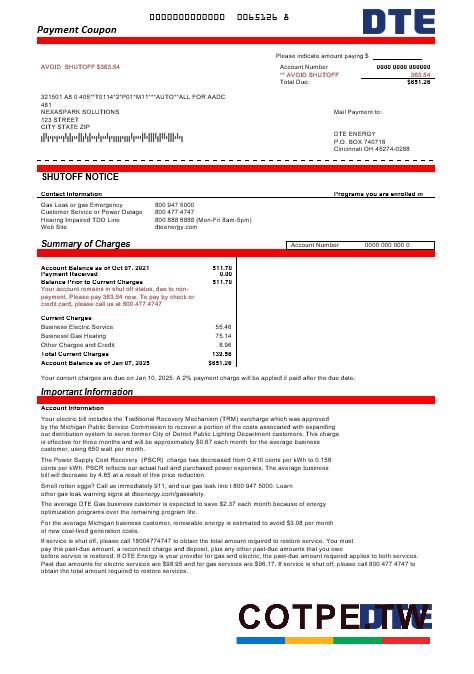 0000000000000 0065126 8
Payment Coupon
DTE
Please indicate amount paying $
AVOID SHUTOFF $363.54
Account Number 0000 0000 000000
** AVOID SHUTOFF 363.54
Total Due: $651.26
321501 A8 0 405**T0114*2*P01*M11***AUTO**ALL FOR AADC
481
NEXASPARK SOLUTIONS
123 STREET
CITY STATE ZIP
Mail Payment to:
DTE ENERGY
P.O. BOX 740716
Cincinnati OH 45274-0288
SHUTOFF NOTICE
Contact Information
Programs you are enrolled in
Gas Leak or gas Emergency 800 947 5000
Customer Service or Power Outage 800 477.4747
Hearing Impaired TDO Line 800 888 6886 (Mon-Fri 8am-5pm)
Web Site dteenergy.com
Summary of Charges
Account Number 0000 000 000 0
Account Balance as of Oct 07. 2021 511.70
Payment Received 0.00
Balance Prior to Current Charges $11.70
Your account remains in shut off status, due to non-
payment. Please pay 363.54 now. To pay by check or
credit card, please call us at 800.477.4747
Current Charges
Business Electric Service 55.46
Businessl Gas Heating 75.14
Other Charges and Credit 8.96
Total Current Charges 139.56
Account Balance as of Jan 07, 2025 $651.26
Your current charges are due on Jan 10, 2025. A 2% payment charge will be applied if paid after the due date.
Important Information
Account Information
Your electric bill includes the Traditional Recovery Mechanism (TRM) surcharge which was approved
by the Michigan Public Service Commission to recover a portion of the costs associated with expanding
our distribution system to serve former City of Detroit Public Lighting Department customers. This charge
is effective for three months and will be approximately $0.67 each month for the average business
customer, using 650 watt per month.
The Power Supply Cost Recovery (PSCR) charge has decreased from 0.410 cents per kWh to 0.156
cents per kWh. PSCR reflects our actual fuel and purchased power expenses, The average business
bill will decrease by 4.65 at a result of this price reduction.
Smell rotten eggs? Call us immediately 911, and our gas leak line t 800 947 5000. Learn
other gas leak warning signs at dteenergy.com/gassafety.
The average DTE Gas business customer is expected to save $2.37 each month because of energy
optimization programs over the remaining program life.
For the average Michigan business customer, renewable energy is estimated to avoid $3.08 per month
of new coal-fired generation costs.
If service is shut off, please call 18004774747 to obtain the total amount required to restore service. You must
pay this past-due amount, a reconnect charge and deposit, plus any other past-due amounts that you owe
before service is restored. If DTE Energy is your provider for gas and electric, the past-due amount required applies to both services.
Past due amounts for electric services are $98.95 and for gas services are $96.17. If service is shut off, please call 800 477 4747 to
obtain the total amount required to restore services.
DTE
COTPE.TW